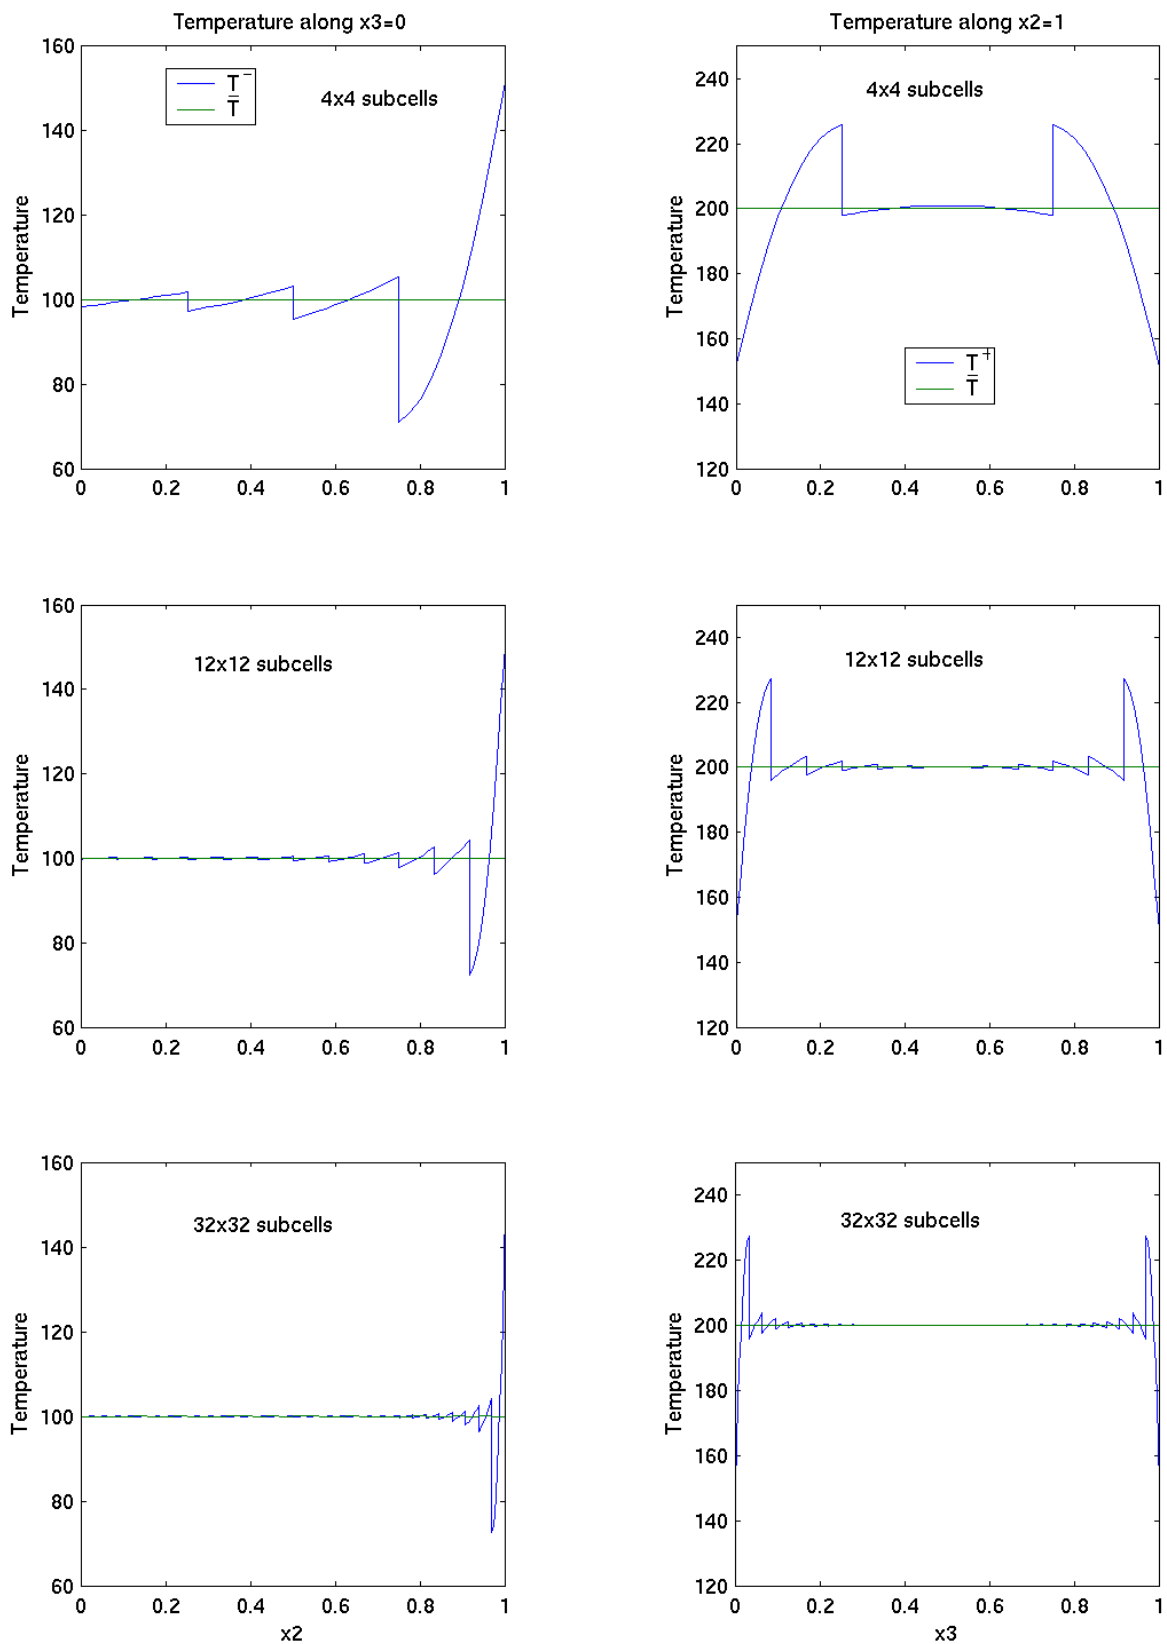 Temperature along x3=0
160
140
120
100
80
60
Temperature
T⁻
T̄
4x4 subcells
0 0.2 0.4 0.6 0.8 1
Temperature along x2=1
240
220
200
180
160
140
120
Temperature
4x4 subcells
T⁺
T̄
0 0.2 0.4 0.6 0.8 1
160
140
120
100
80
60
Temperature
12x12 subcells
0 0.2 0.4 0.6 0.8 1
240
220
200
180
160
140
120
Temperature
12x12 subcells
0 0.2 0.4 0.6 0.8 1
160
140
120
100
80
60
Temperature
32x32 subcells
0 0.2 0.4 0.6 0.8 1
x2
240
220
200
180
160
140
120
Temperature
32x32 subcells
0 0.2 0.4 0.6 0.8 1
x3